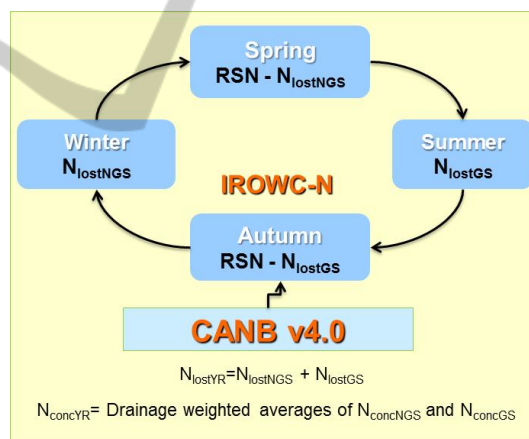 Spring
RSN - NlostNGS
Winter
NlostNGS
Summer
NlostGS
IROWC-N
Autumn
RSN - NlostGS
CANB v4.0
NlostYR=NlostNGS + NlostGS
NconcYR= Drainage weighted averages of NconcNGS and NconcGS